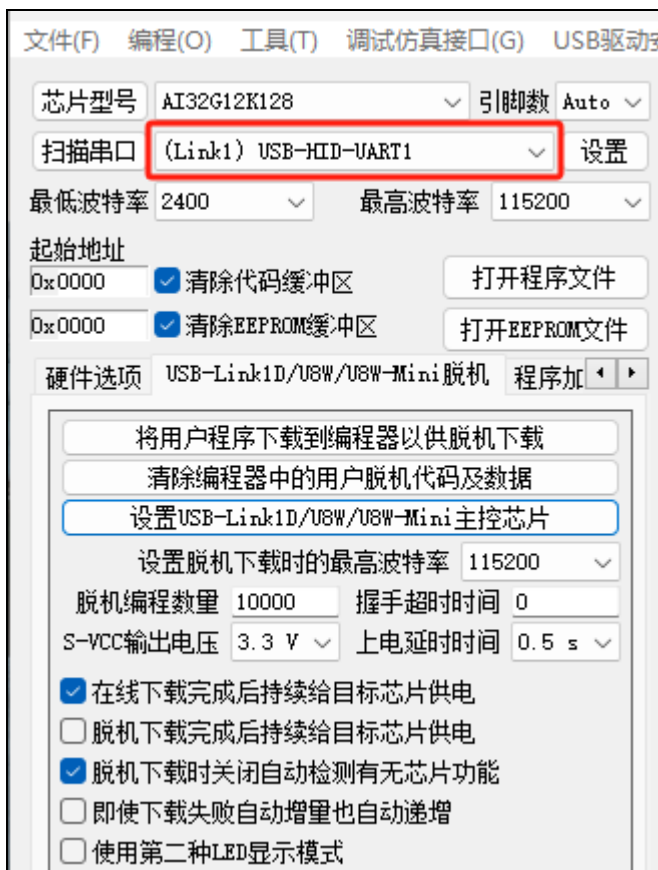 文件(F) 编程(O) 工具(T) 调试仿真接口(G) USB驱动
芯片型号 AI32G12K128 引脚数 Auto
扫描串口 (Link1) USB-HID-UART1 设置
最低波特率 2400 最高波特率 115200
起始地址
0x0000 清除代码缓冲区 打开程序文件
0x0000 清除EEPROM缓冲区 打开EEPROM文件
硬件选项 USB-Link1D/U8W/U8W-Mini脱机 程序加
将用户程序下载到编程器以供脱机下载
清除编程器中的用户脱机代码及数据
设置USB-Link1D/U8W/U8W-Mini主控芯片
设置脱机下载时的最高波特率 115200
脱机编程数量 10000 握手超时时间 0
S-VCC输出电压 3.3 V 上电延时时间 0.5 s
在线下载完成后持续给目标芯片供电
脱机下载完成后持续给目标芯片供电
脱机下载时关闭自动检测有无芯片功能
即使下载失败自动增量也自动递增
使用第二种LED显示模式